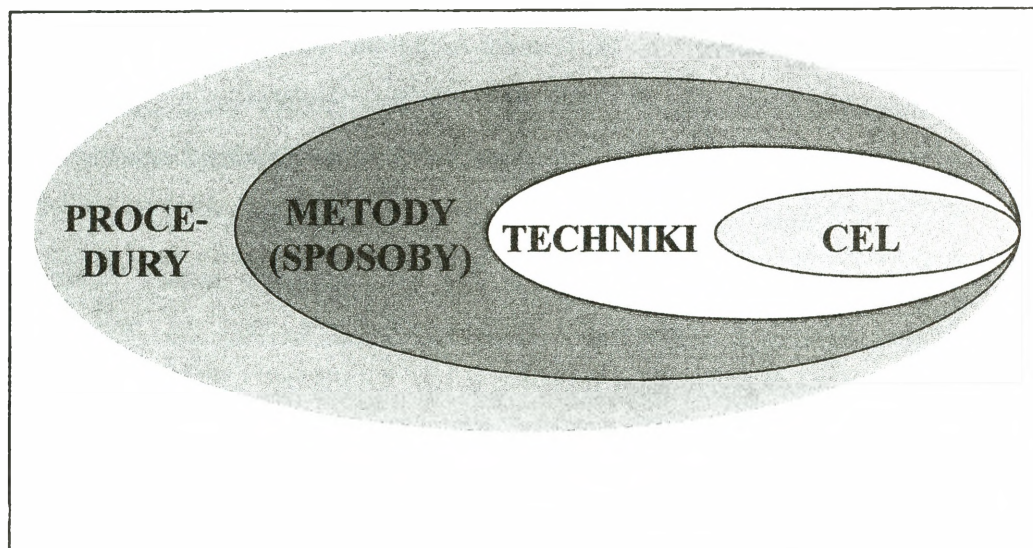 PROCE-
DURY
METODY
(SPOSOBY)
TECHNIKI
CEL